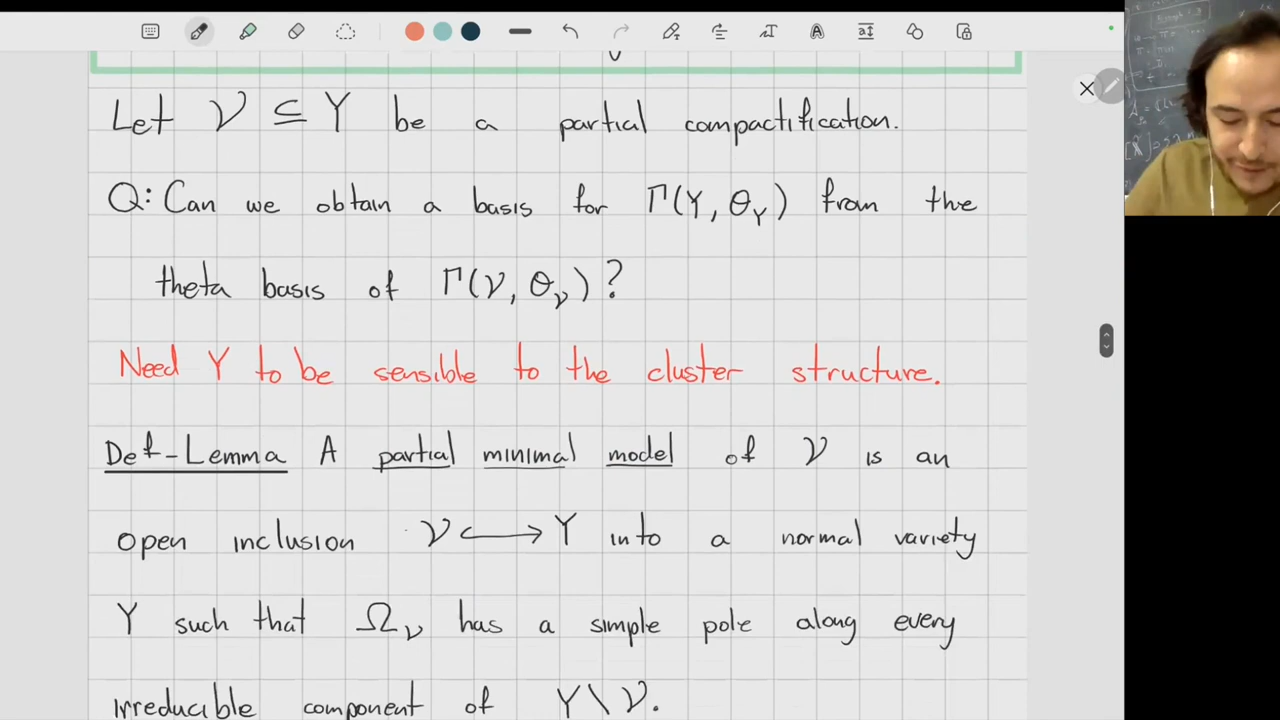 Let 𝒱 ⊆ Y be a partial compactification.
Q: Can we obtain a basis for Γ(Y, O_Y) from the
theta basis of Γ(𝒱, O_𝒱)?
Need Y to be sensible to the cluster structure.
Def-Lemma A partial minimal model of 𝒱 is an
open inclusion 𝒱 ↪ Y into a normal variety
Y such that Ω_𝒱 has a simple pole along every
irreducible component of Y \ 𝒱.